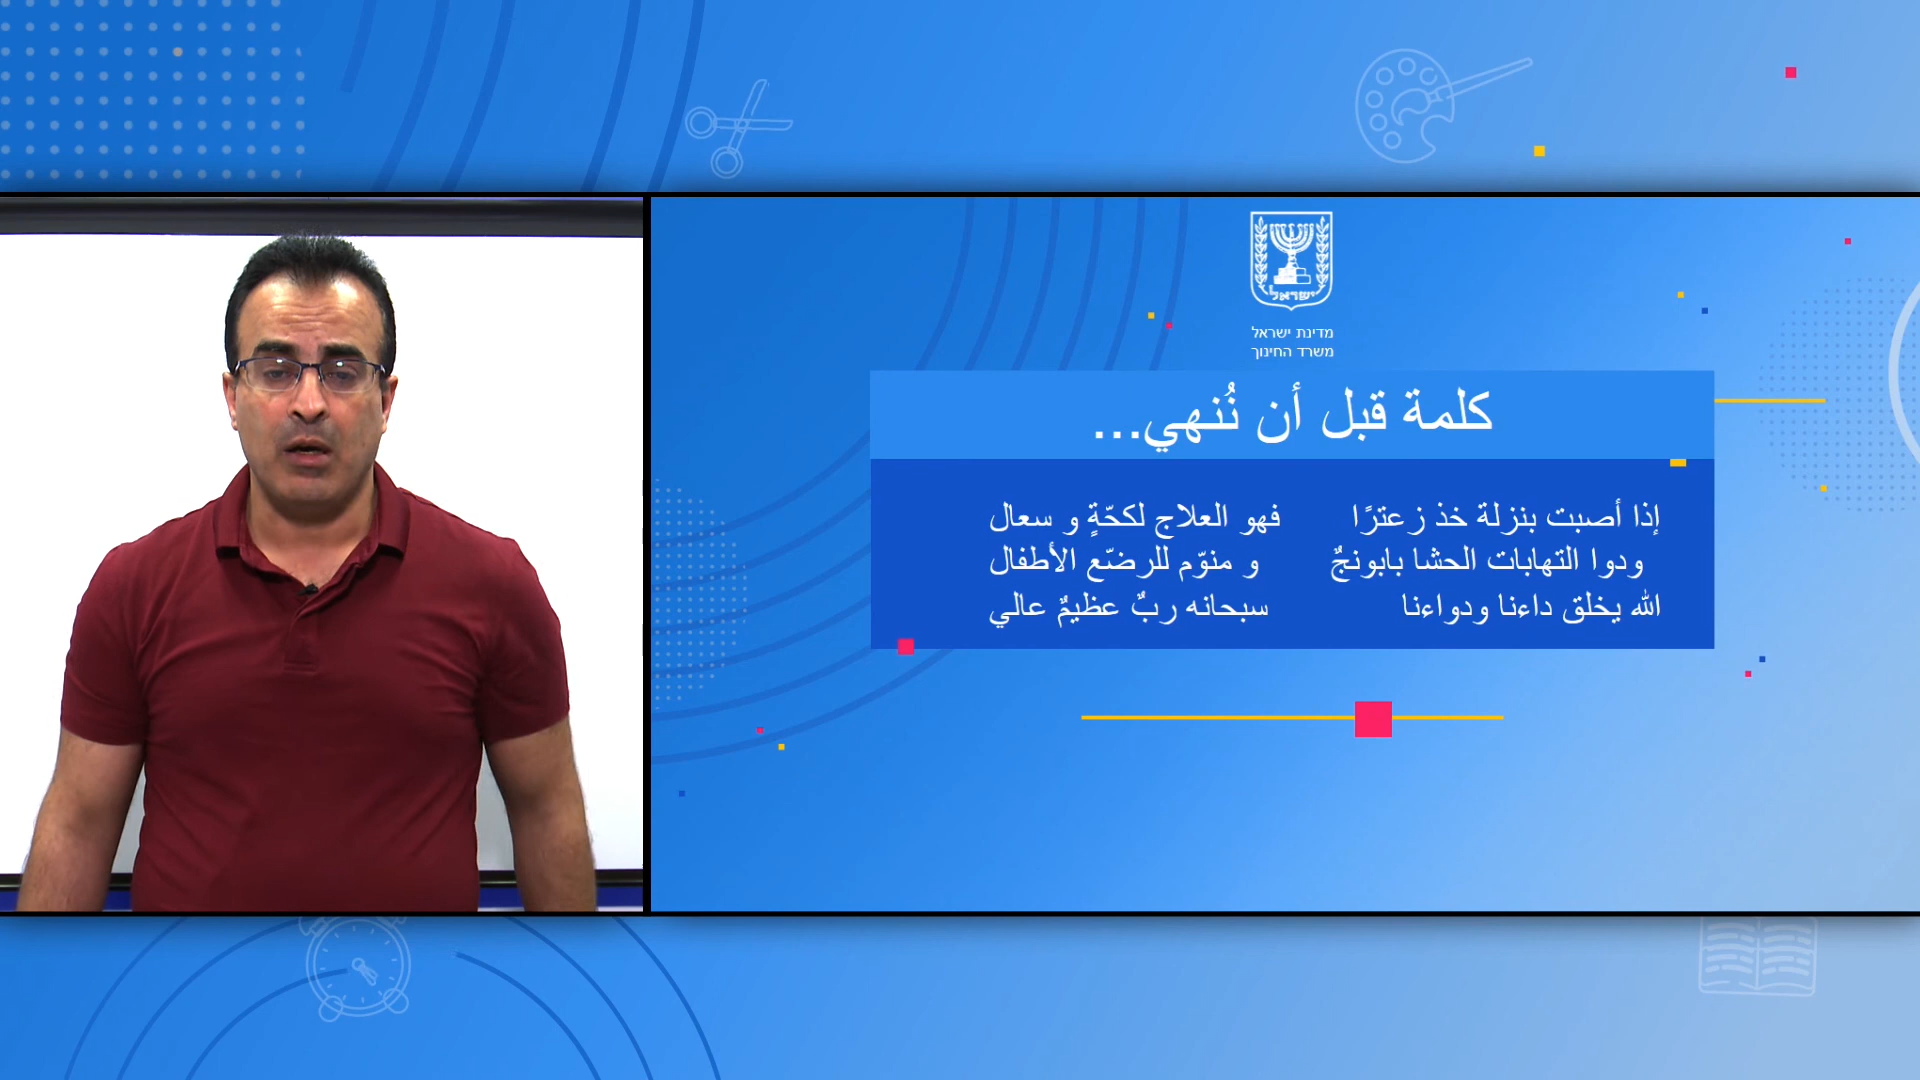 ישראל
מדינת ישראל
משרד החינוך
كلمة قبل أن نُنهي...
إذا أصبت بنزلة خذ زعترًا فهو العلاج لكحّةٍ و سعال
ودوا التهابات الحشا بابونجٌ و منوّم للرضّع الأطفال
الله يخلق داءنا ودواءنا سبحانه ربٌ عظيمٌ عالي